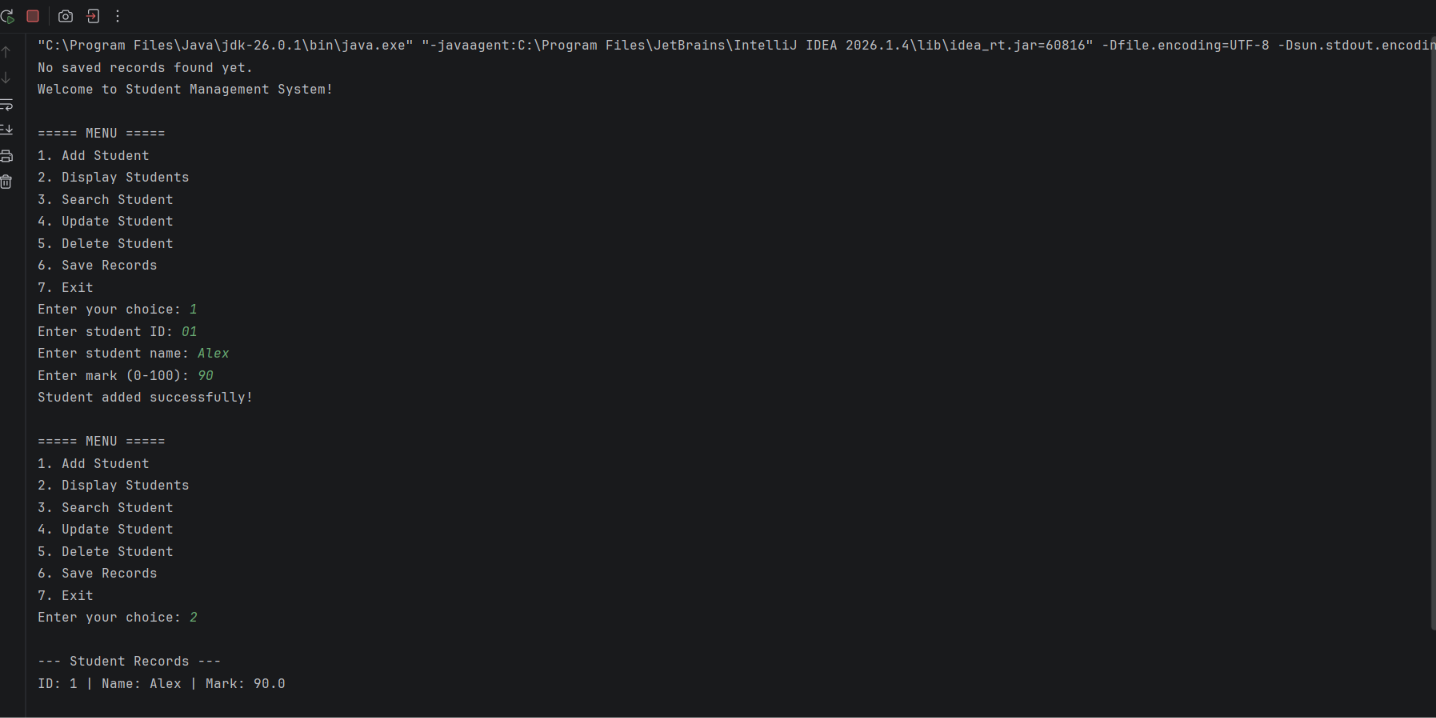 "C:\Program Files\Java\jdk-26.0.1\bin\java.exe" "-javaagent:C:\Program Files\JetBrains\IntelliJ IDEA 2026.1.4\lib\idea_rt.jar=60816" -Dfile.encoding=UTF-8 -Dsun.stdout.encodin
No saved records found yet.
Welcome to Student Management System!
===== MENU =====
1. Add Student
2. Display Students
3. Search Student
4. Update Student
5. Delete Student
6. Save Records
7. Exit
Enter your choice: 1
Enter student ID: 01
Enter student name: Alex
Enter mark (0-100): 90
Student added successfully!
===== MENU =====
1. Add Student
2. Display Students
3. Search Student
4. Update Student
5. Delete Student
6. Save Records
7. Exit
Enter your choice: 2
--- Student Records ---
ID: 1 | Name: Alex | Mark: 90.0